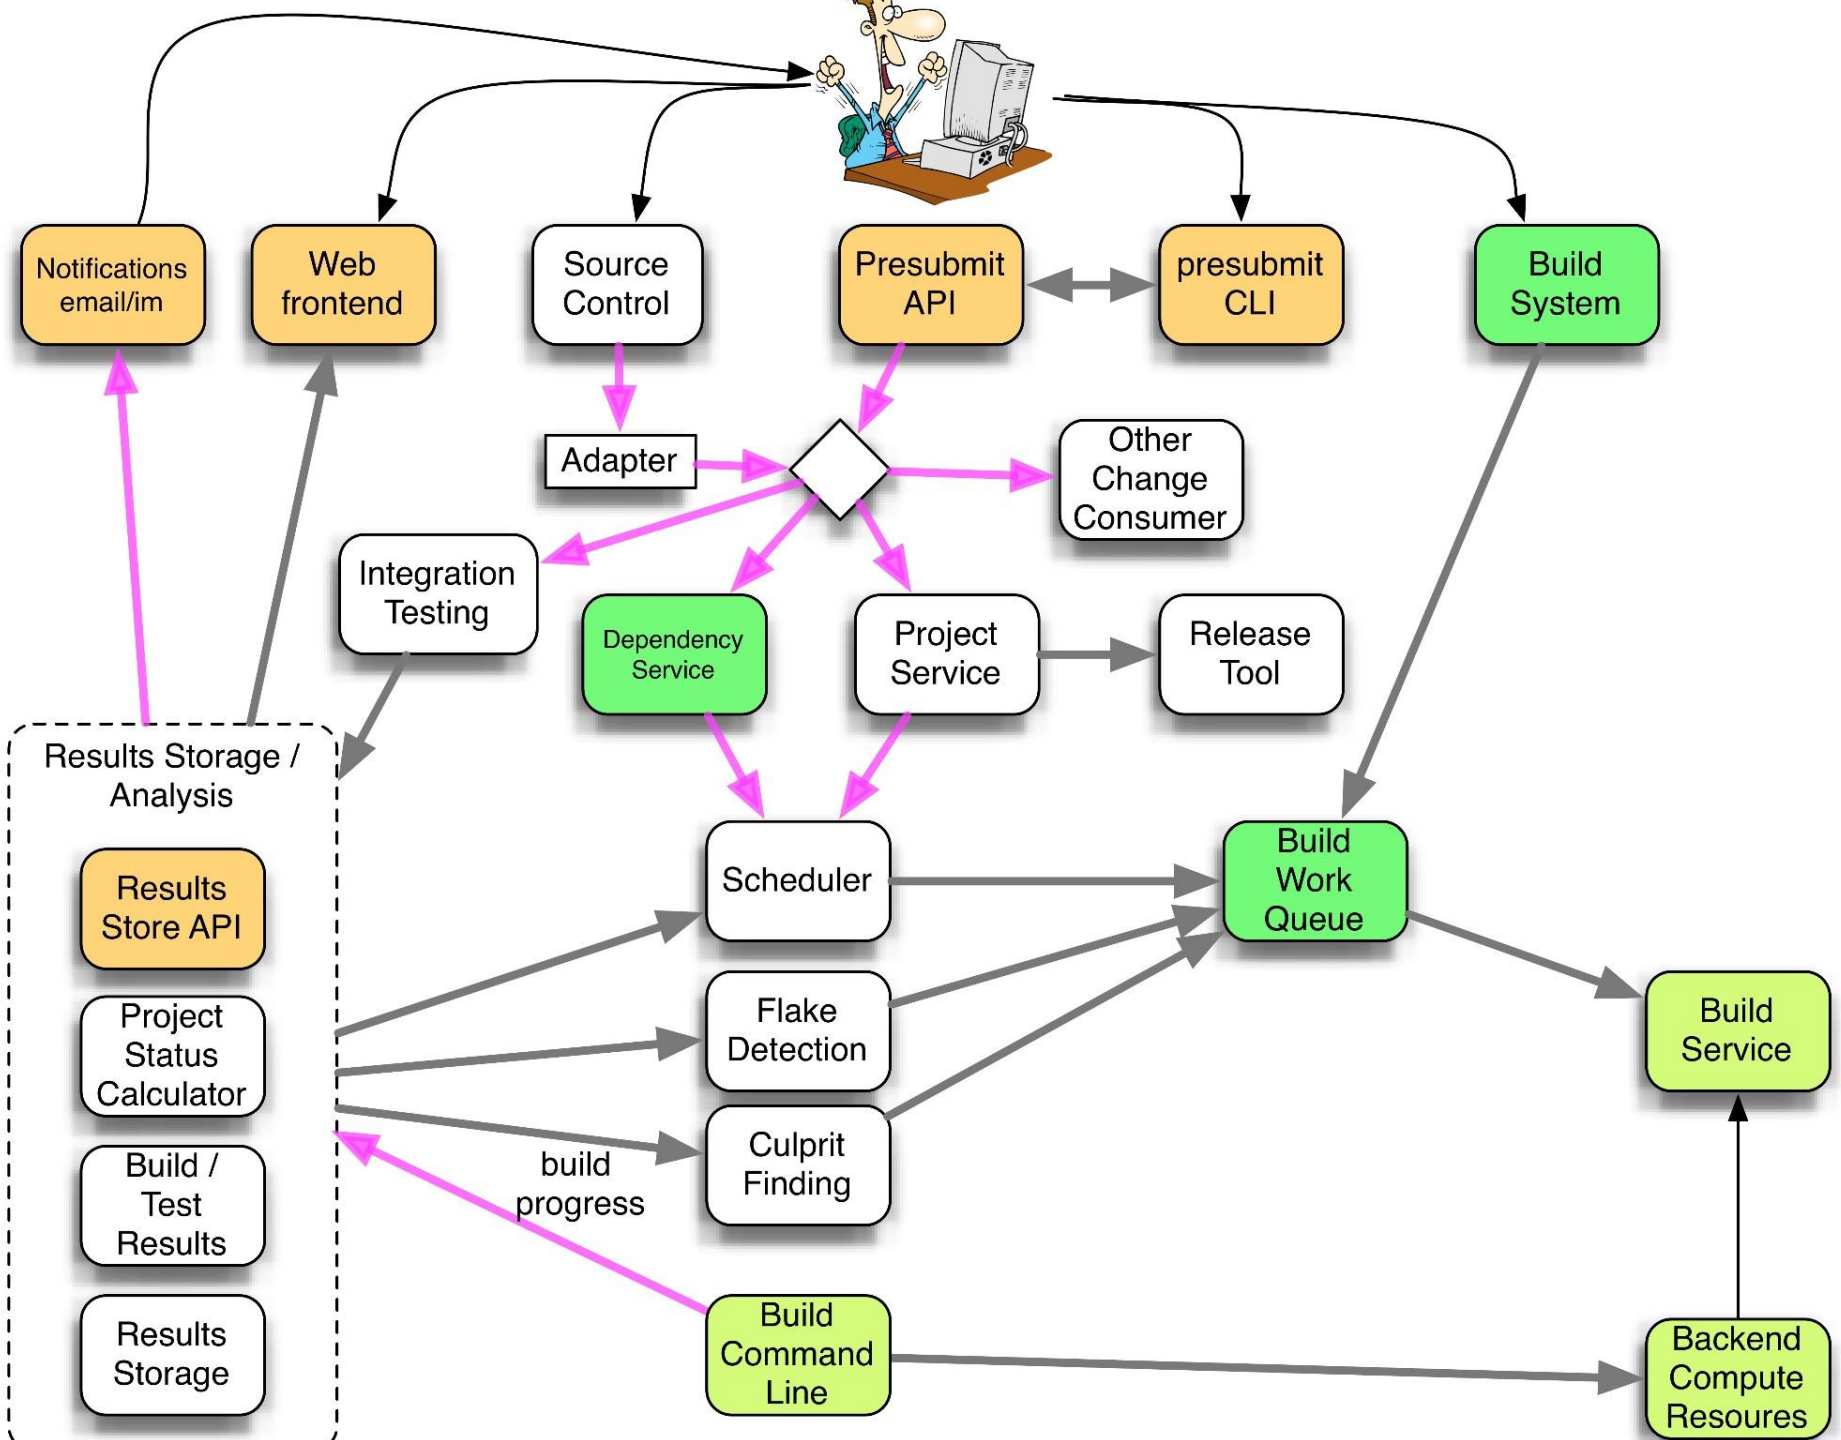 Notifications
email/im
Web
frontend
Source
Control
Presubmit
API
presubmit
CLI
Build
System
Adapter
Other
Change
Consumer
Integration
Testing
Dependency
Service
Project
Service
Release
Tool
Results Storage /
Analysis
Results
Store API
Project
Status
Calculator
Build /
Test
Results
Results
Storage
Scheduler
Build
Work
Queue
Flake
Detection
Build
Service
Culprit
Finding
build
progress
Build
Command
Line
Backend
Compute
Resoures